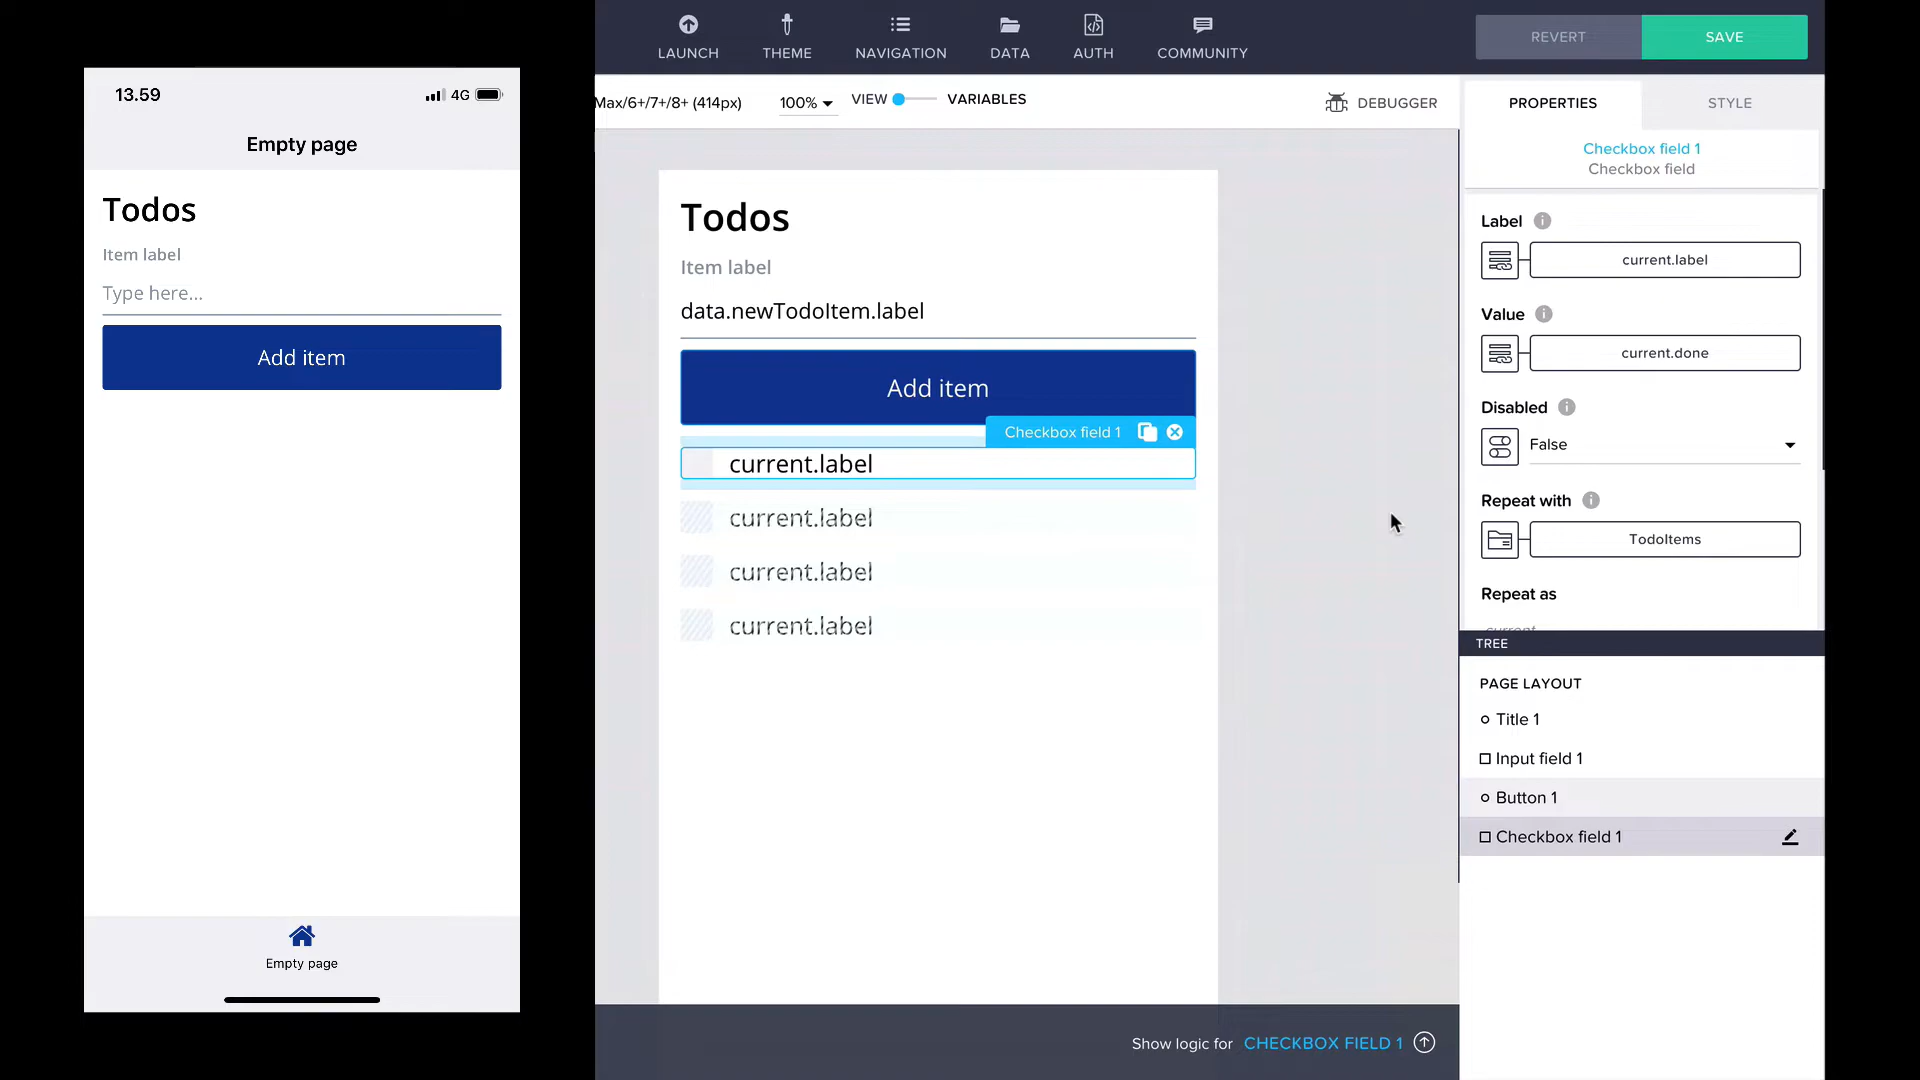 13.59
4G
Empty page
Todos
Item label
Type here...
Add item
Empty page
LAUNCH
THEME
NAVIGATION
DATA
AUTH
COMMUNITY
REVERT
SAVE
Max/6+/7+/8+ (414px)
100%
VIEW
VARIABLES
DEBUGGER
Todos
Item label
data.newTodoItem.label
Add item
Checkbox field 1
current.label
current.label
current.label
current.label
Show logic for CHECKBOX FIELD 1
PROPERTIES
STYLE
Checkbox field 1
Checkbox field
Label
current.label
Value
current.done
Disabled
False
Repeat with
TodoItems
Repeat as
current
TREE
PAGE LAYOUT
Title 1
Input field 1
Button 1
Checkbox field 1